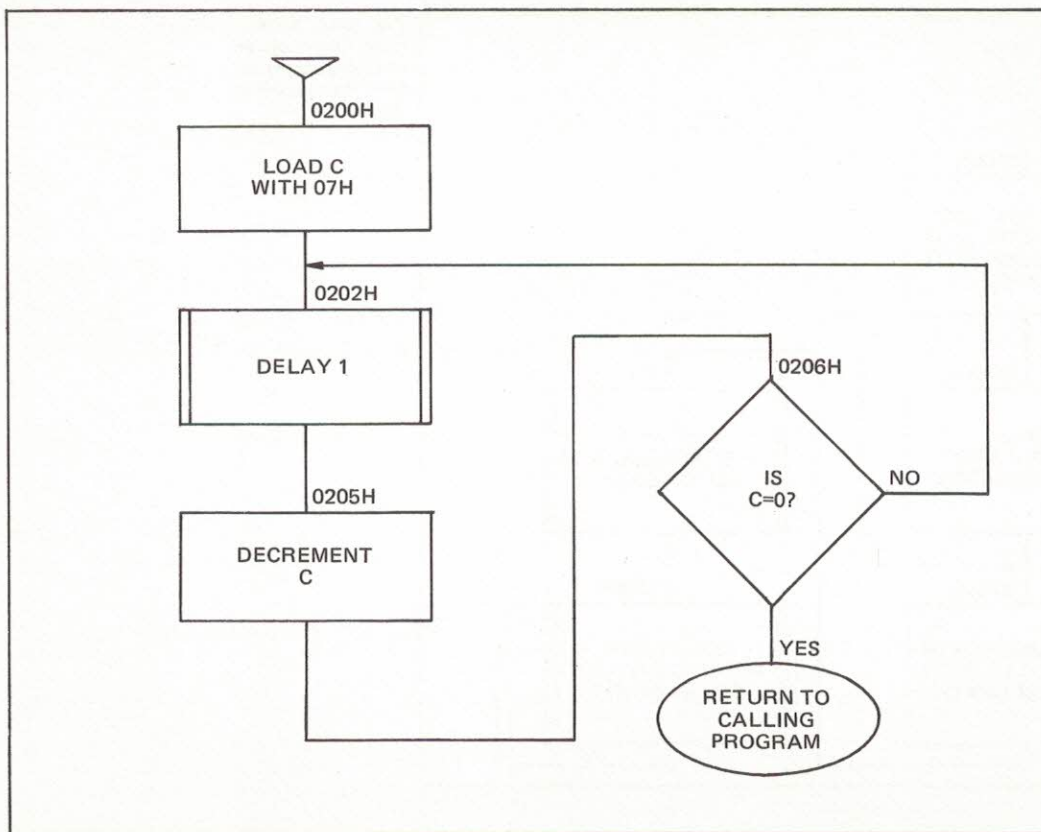 0200H
LOAD C
WITH 07H
0202H
DELAY 1
0205H
DECREMENT
C
0206H
IS
C=0?
NO
YES
RETURN TO
CALLING
PROGRAM